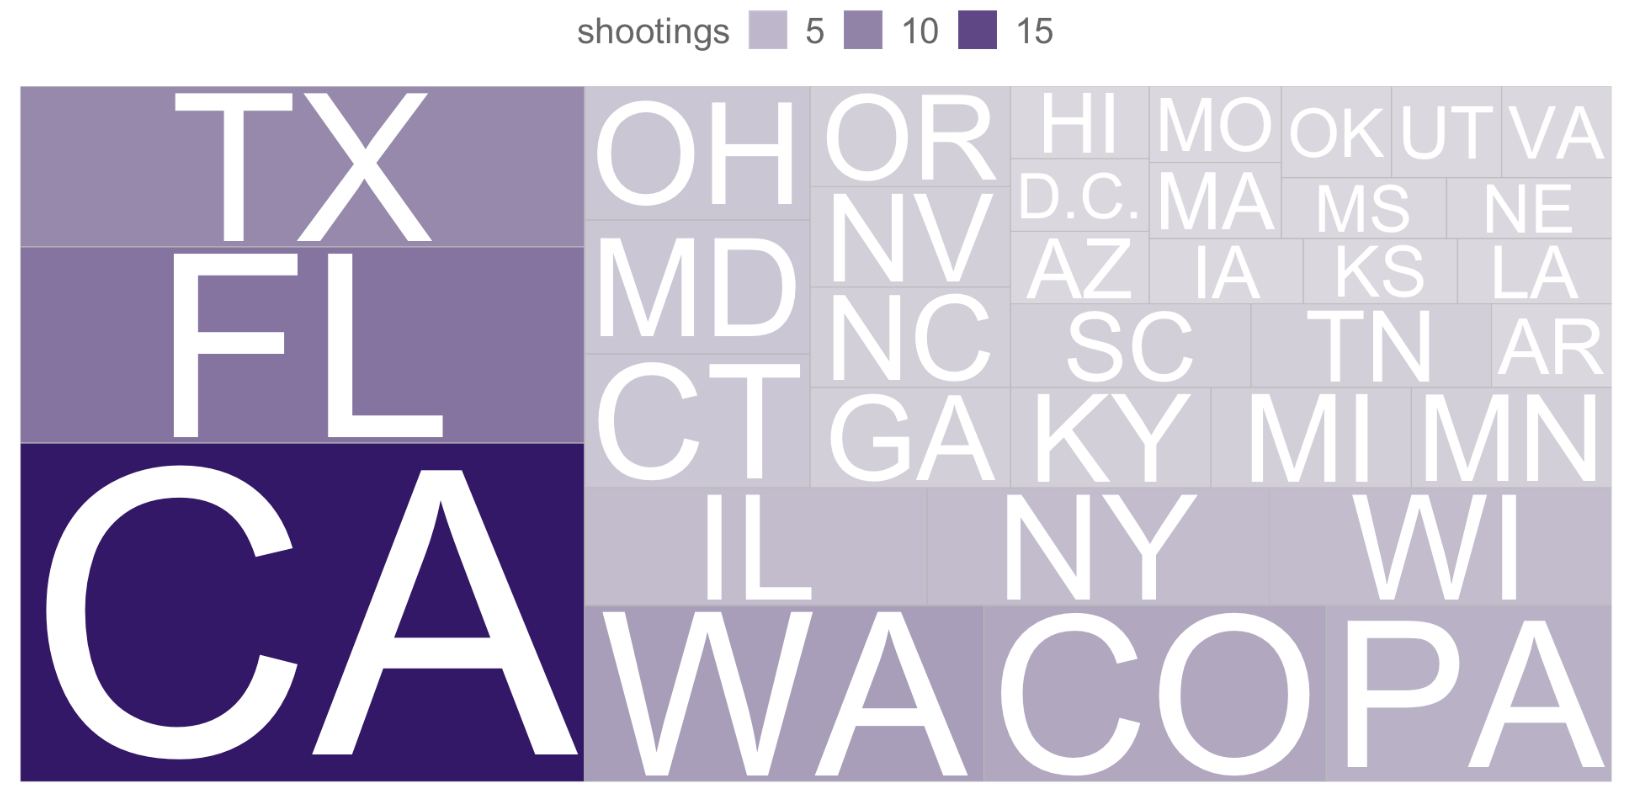 shootings 5 10 15
TX
FL
CA
OH
MD
CT
OR
NV
NC
GA
HI
D.C.
AZ
MO
MA
OK UT VA
MS NE
IA KS LA
SC TN AR
KY MI MN
IL NY WI
WA CO PA